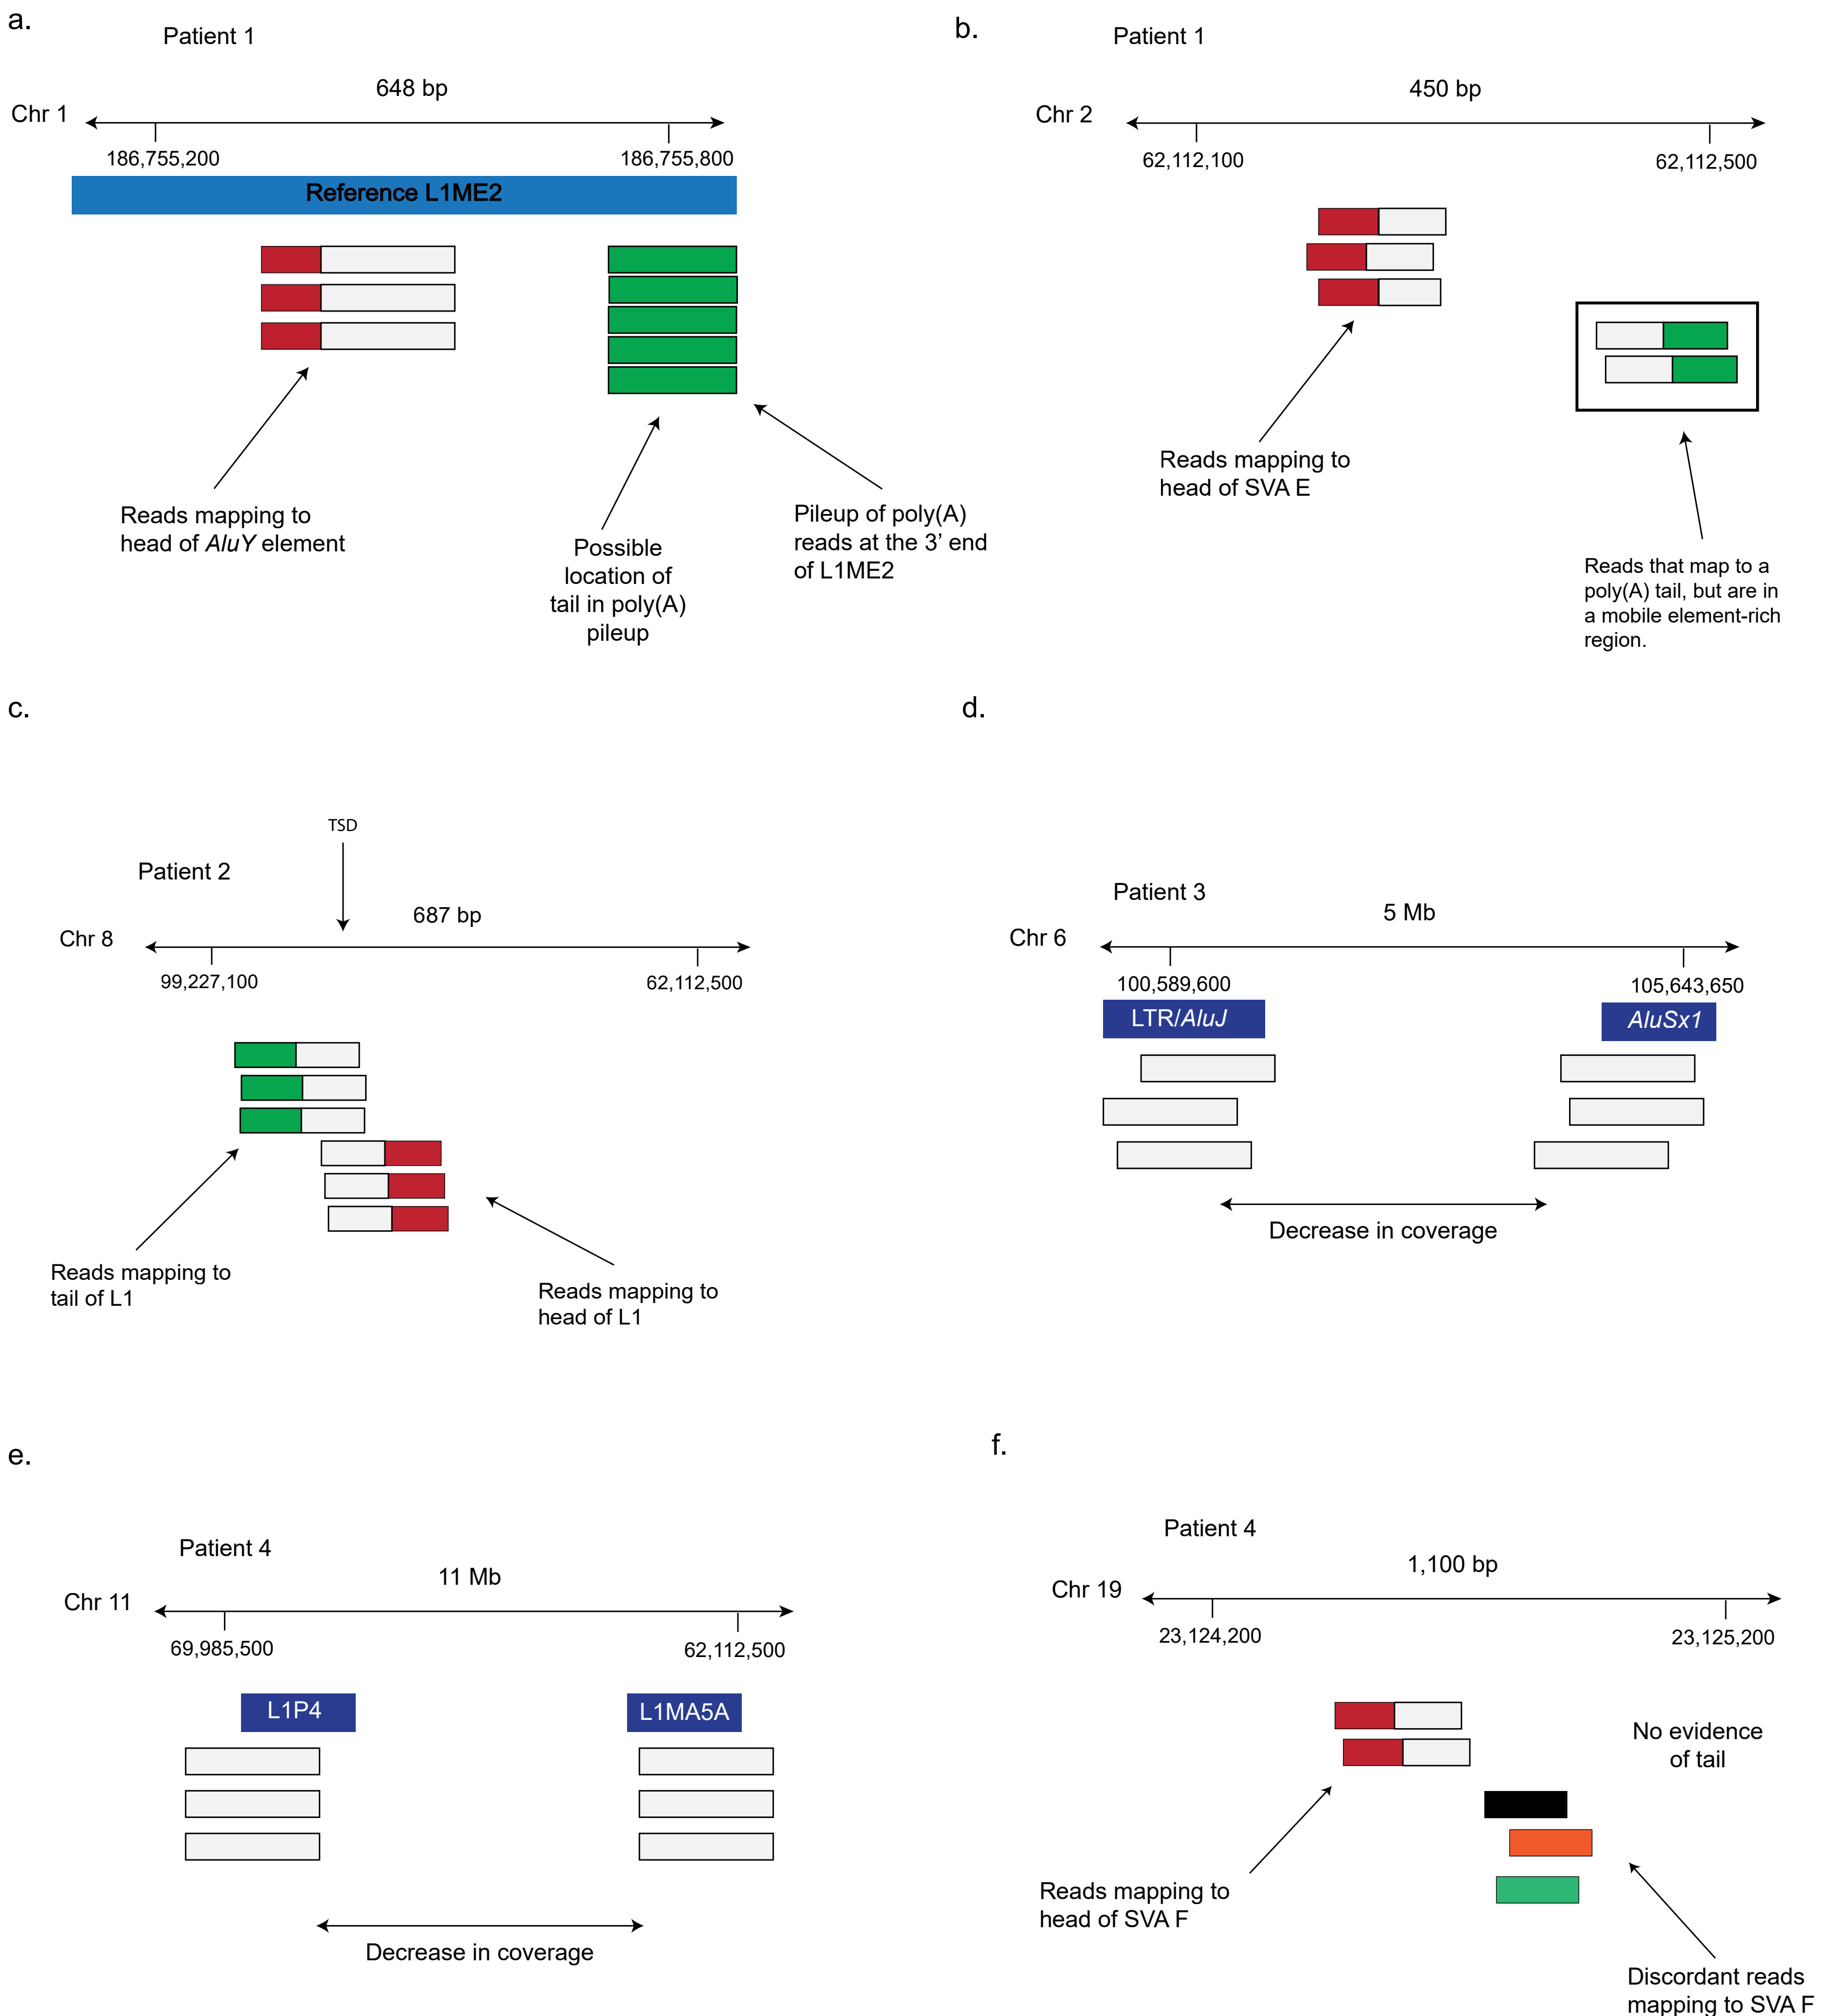 a.
Patient 1
648 bp
Chr 1
186,755,200
186,755,800
Reference L1ME2
Reads mapping to
head of AluY element
Possible
location of
tail in poly(A)
pileup
Pileup of poly(A)
reads at the 3’ end
of L1ME2
b.
Patient 1
450 bp
Chr 2
62,112,100
62,112,500
Reads mapping to
head of SVA E
Reads that map to a
poly(A) tail, but are in
a mobile element-rich
region.
c.
TSD
Patient 2
687 bp
Chr 8
99,227,100
62,112,500
Reads mapping to
tail of L1
Reads mapping to
head of L1
d.
Patient 3
5 Mb
Chr 6
100,589,600
105,643,650
LTR/AluJ
AluSx1
Decrease in coverage
e.
Patient 4
11 Mb
Chr 11
69,985,500
62,112,500
L1P4
L1MA5A
Decrease in coverage
f.
Patient 4
1,100 bp
Chr 19
23,124,200
23,125,200
No evidence
of tail
Reads mapping to
head of SVA F
Discordant reads
mapping to SVA F